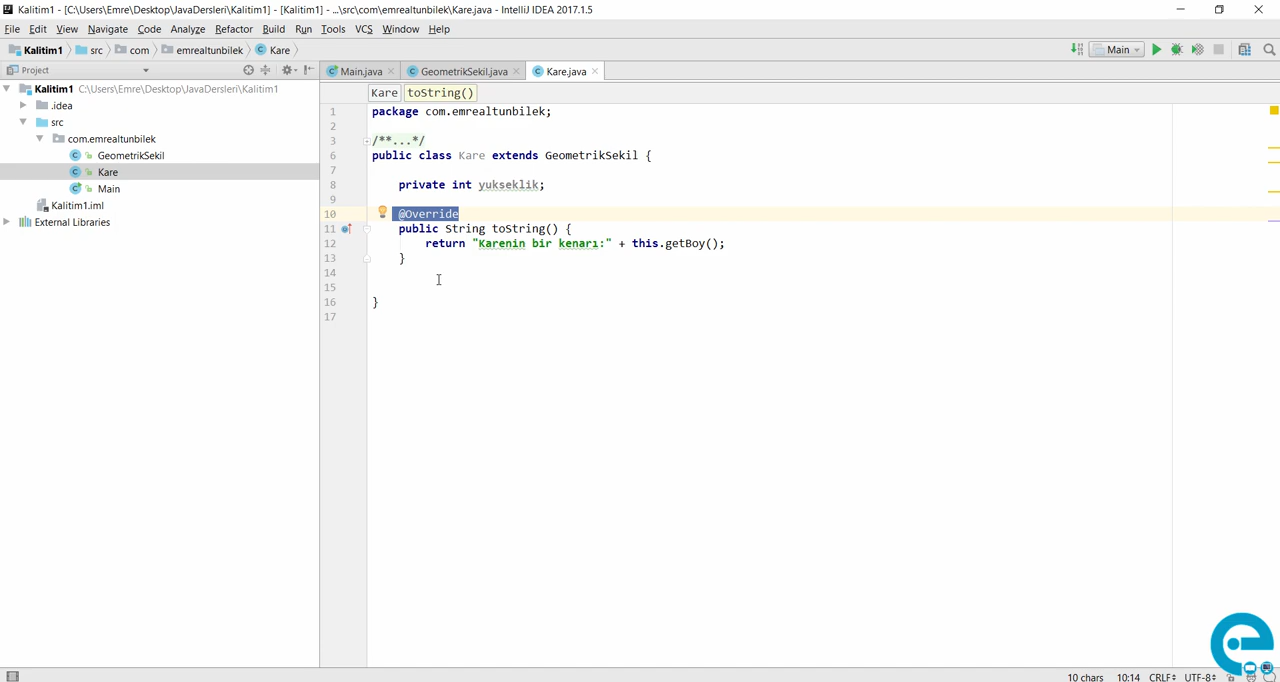 Kalitim1 - [C:\Users\Emre\Desktop\JavaDersleri\Kalitim1] - [Kalitim1] - ...\src\com\emrealtunbilek\Kare.java - IntelliJ IDEA 2017.1.5
File Edit View Navigate Code Analyze Refactor Build Run Tools VCS Window Help
Kalitim1 src com emrealtunbilek Kare Main
Project Main.java GeometrikSekil.java Kare.java
Kalitim1 C:\Users\Emre\Desktop\JavaDersleri\Kalitim1
.idea
src
com.emrealtunbilek
GeometrikSekil
Kare
Main
Kalitim1.iml
External Libraries
Kare toString()
1 package com.emrealtunbilek;
2
3 /**...*/
6 public class Kare extends GeometrikSekil {
7
8 private int yukseklik;
9
10 @Override
11 public String toString() {
12 return "Karenin bir kenarı:" + this.getBoy();
13 }
14
15
16 }
17
10 chars 10:14 CRLF UTF-8